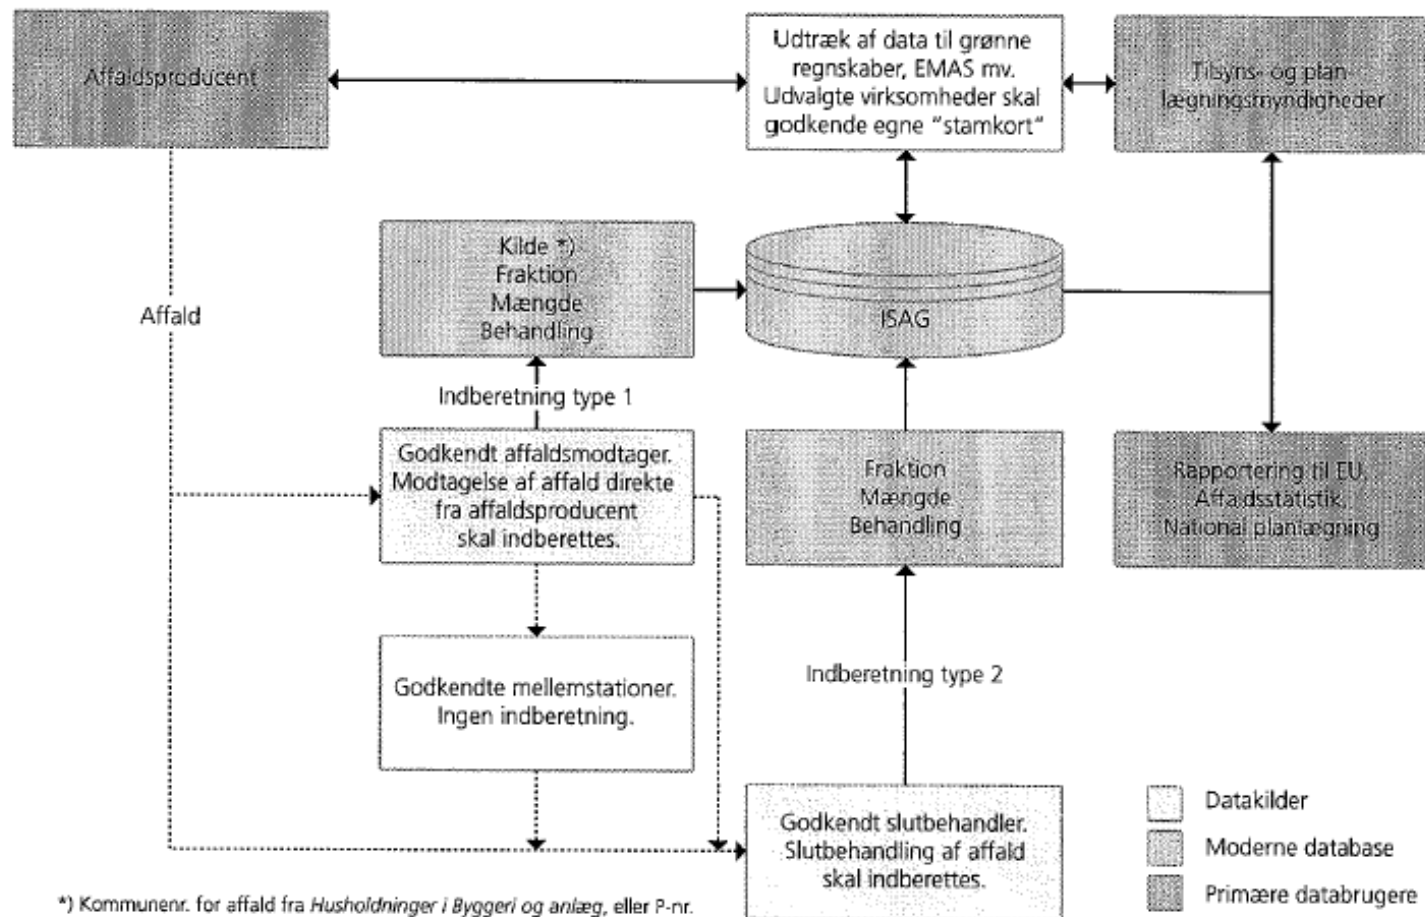 Affaldsproducent
Udtræk af data til grønne
regnskaber, EMAS mv.
Udvalgte virksomheder skal
godkende egne "stamkort"
Tilsyns- og plan-
lægningsmyndigheder
Kilde *)
Fraktion
Mængde
Behandling
ISAG
Affald
Indberetning type 1
Godkendt affaldsmodtager.
Modtagelse af affald direkte
fra affaldsproducent
skal indberettes.
Fraktion
Mængde
Behandling
Rapportering til EU.
Affaldsstatistik.
National planlægning
Godkendte mellemstationer.
Ingen indberetning.
Indberetning type 2
Godkendt slutbehandler.
Slutbehandling af affald
skal indberettes.
Datakilder
Moderne database
Primære databrugere
*) Kommunenr. for affald fra Husholdninger i Byggeri og anlæg, eller P-nr.